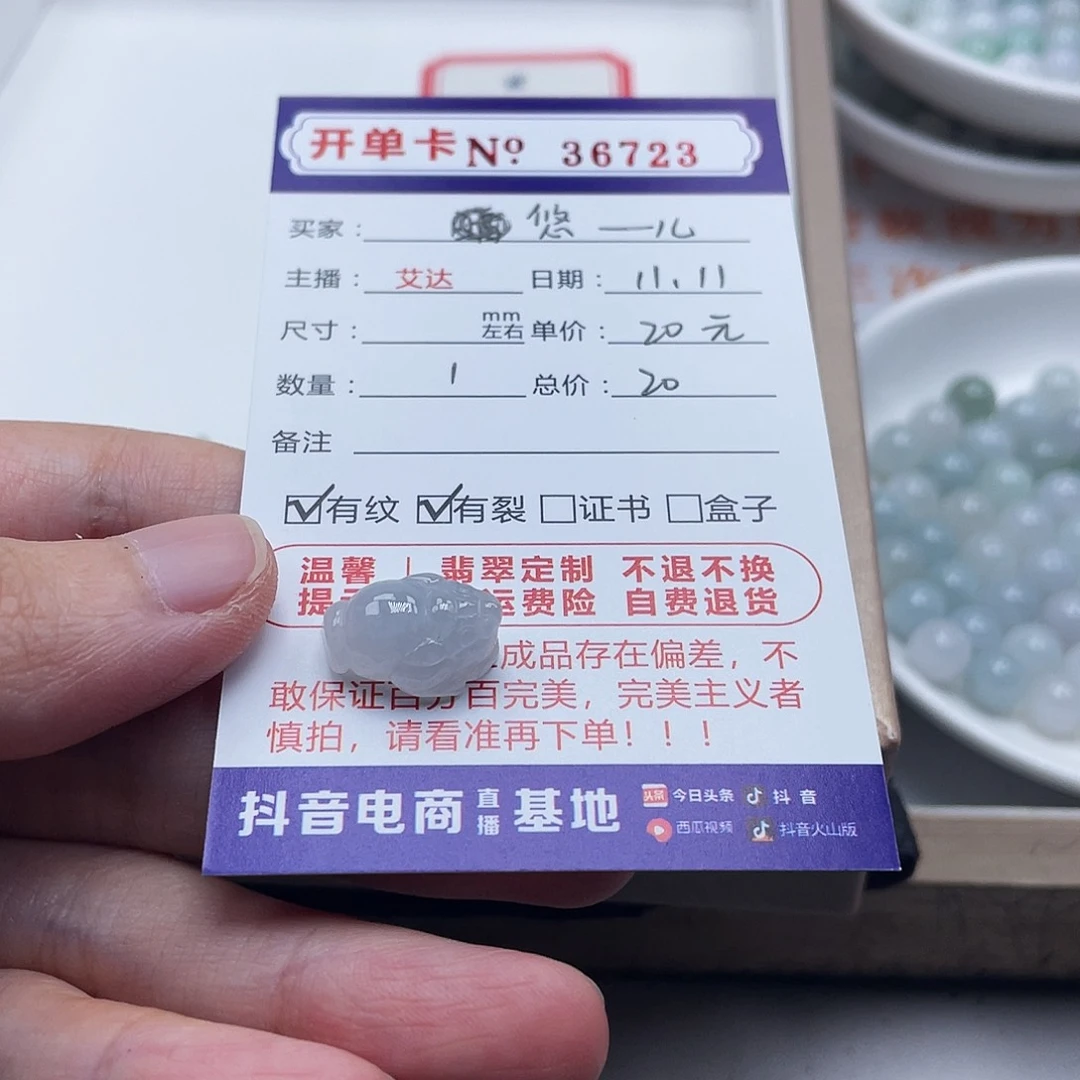 开单卡 № 36723
买家： 悠一儿
主播： 艾达 日期： 11.11
尺寸： mm左右 单价： 20元
数量： 1 总价： 20
备注
☑有纹 ☑有裂 □证书 □盒子
温馨 翡翠定制 不退不换
提 运费险 自费退货
成品存在偏差，不
敢保证百分百完美，完美主义者
慎拍，请看准再下单！！！
抖音电商直播基地
今日头条 抖音
西瓜视频 抖音火山版